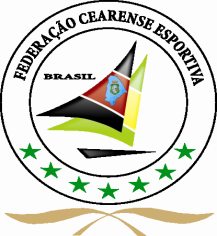 FEDERAÇÃO CEARENSE ESPORTIVA
BRASIL